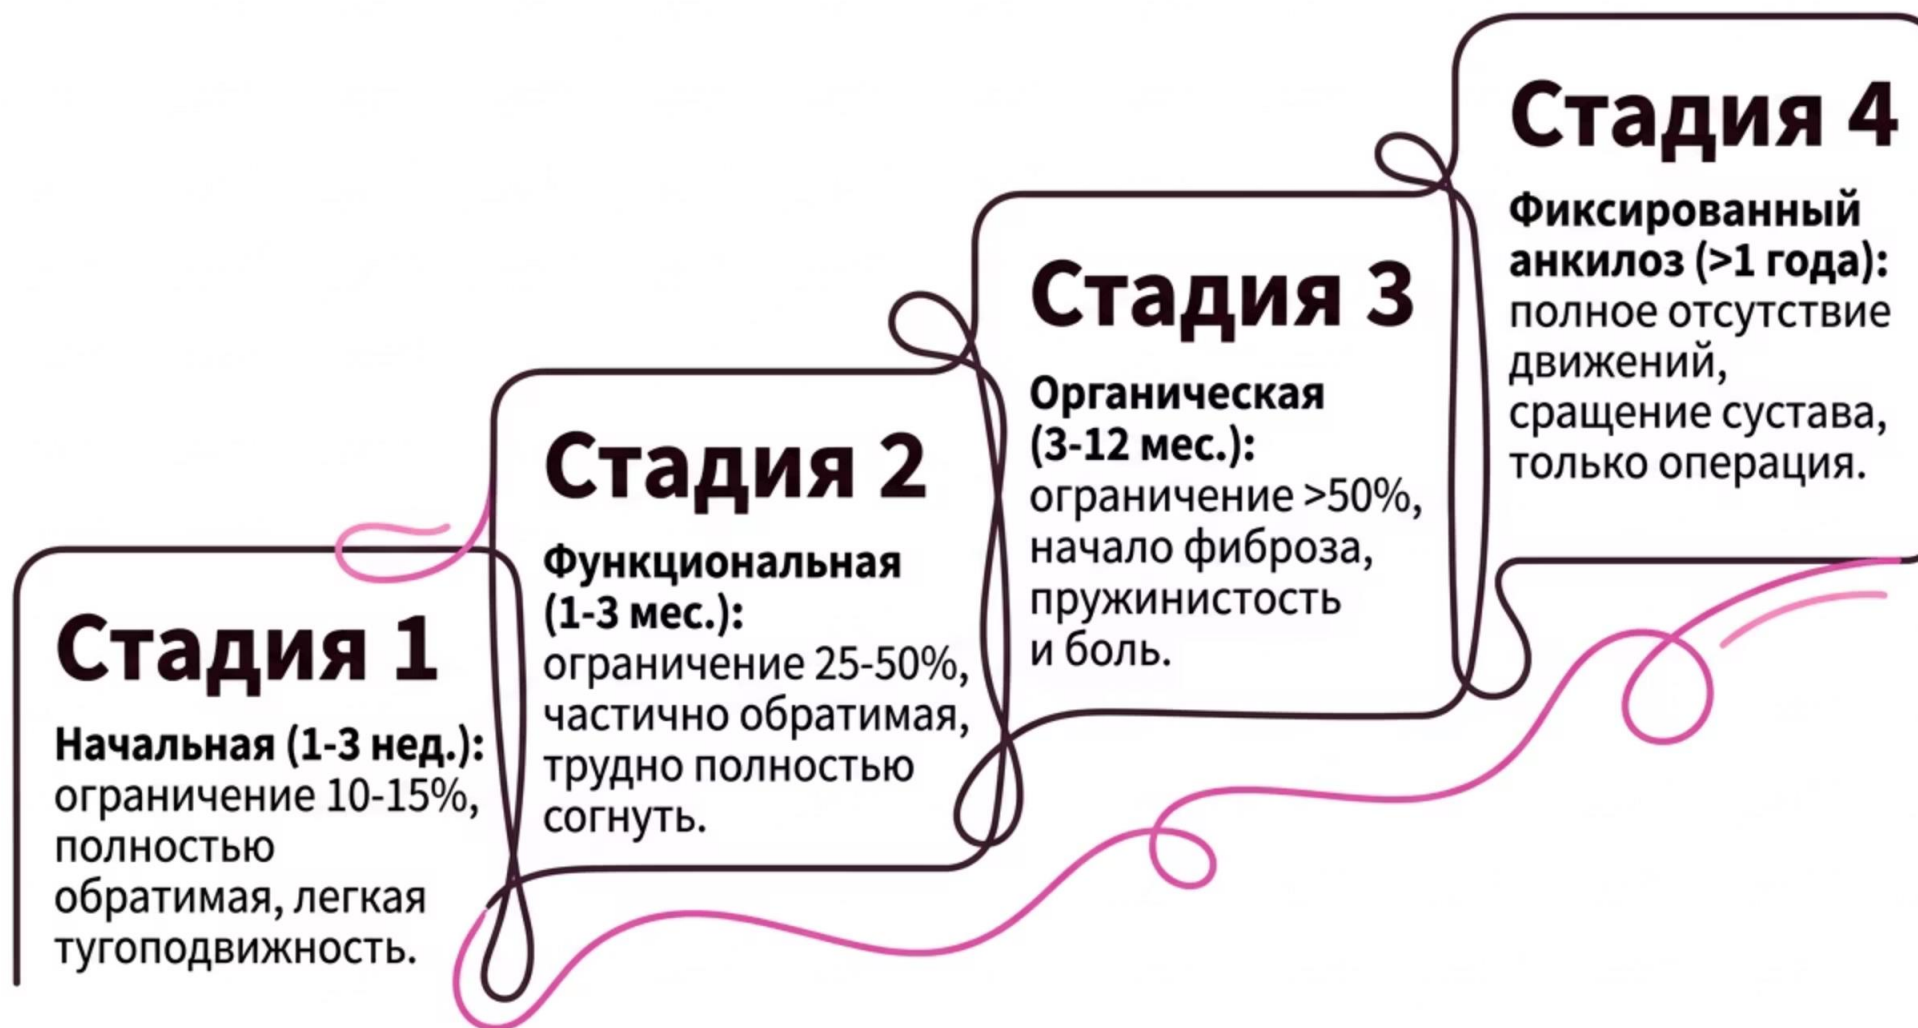 Стадия 1
Начальная (1-3 нед.):
ограничение 10-15%,
полностью
обратимая, легкая
тугоподвижность.
Стадия 2
Функциональная
(1-3 мес.):
ограничение 25-50%,
частично обратимая,
трудно полностью
согнуть.
Стадия 3
Органическая
(3-12 мес.):
ограничение >50%,
начало фиброза,
пружинистость
и боль.
Стадия 4
Фиксированный
анкилоз (>1 года):
полное отсутствие
движений,
сращение сустава,
только операция.